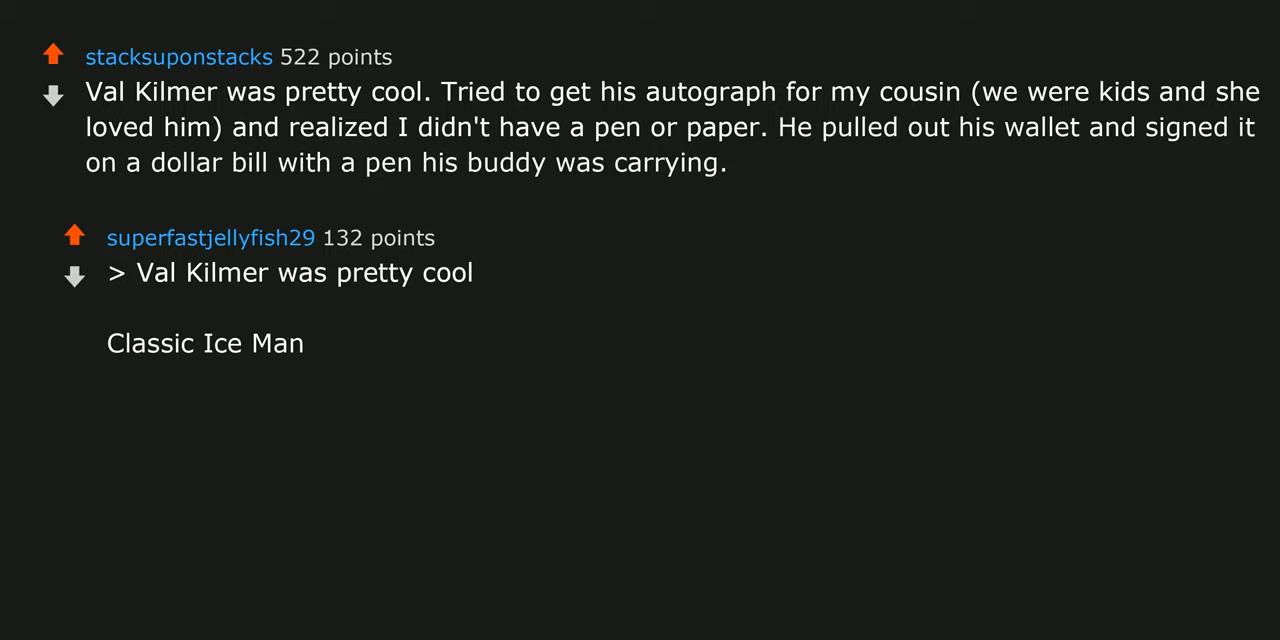 stacksuponstacks 522 points
Val Kilmer was pretty cool. Tried to get his autograph for my cousin (we were kids and she
loved him) and realized I didn't have a pen or paper. He pulled out his wallet and signed it
on a dollar bill with a pen his buddy was carrying.
superfastjellyfish29 132 points
> Val Kilmer was pretty cool
Classic Ice Man